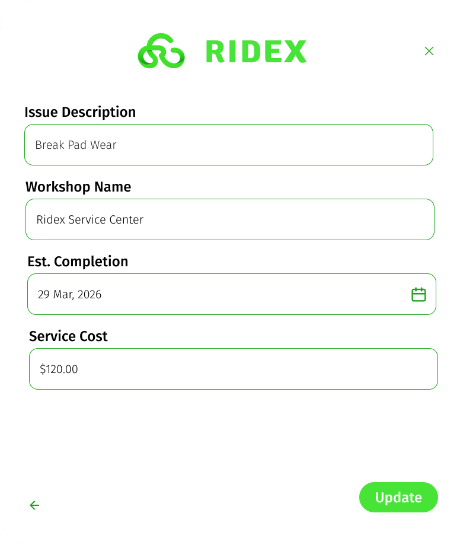 RIDEX
Issue Description
Break Pad Wear
Workshop Name
Ridex Service Center
Est. Completion
29 Mar, 2026
Service Cost
$120.00
Update